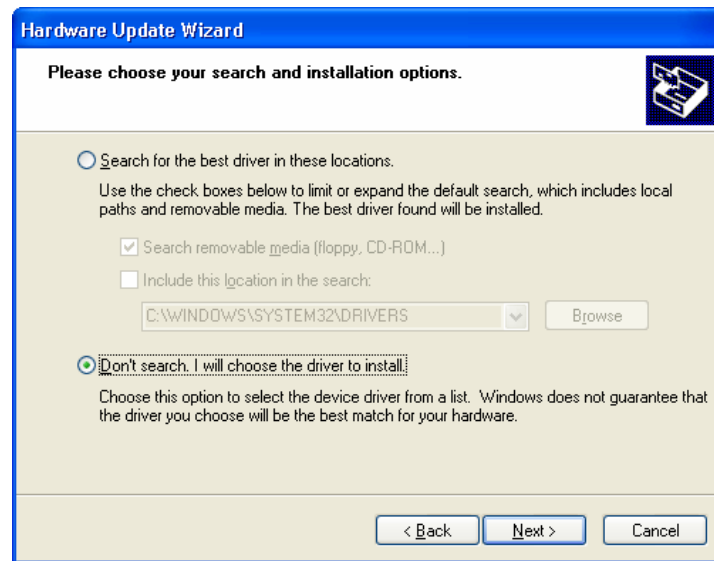 Hardware Update Wizard
Please choose your search and installation options.
Search for the best driver in these locations.
Use the check boxes below to limit or expand the default search, which includes local
paths and removable media. The best driver found will be installed.
Search removable media (floppy, CD-ROM...)
Include this location in the search:
C:\WINDOWS\SYSTEM32\DRIVERS
Browse
Don't search. I will choose the driver to install.
Choose this option to select the device driver from a list. Windows does not guarantee that
the driver you choose will be the best match for your hardware.
< Back Next > Cancel